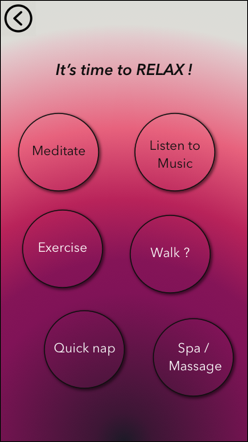 It's time to RELAX !
Meditate
Listen to
Music
Exercise
Walk ?
Quick nap
Spa /
Massage